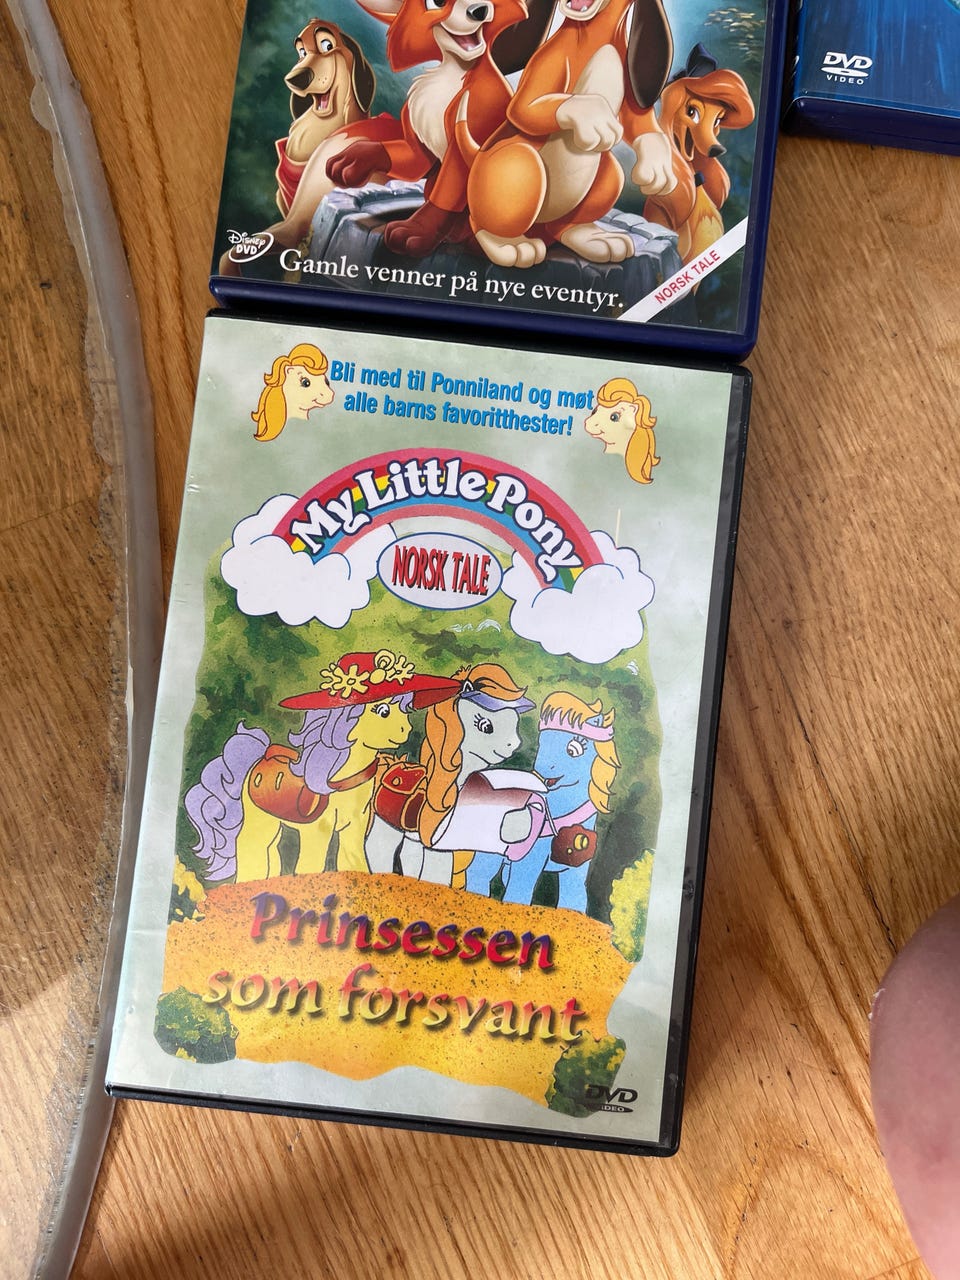 DVD
VIDEO
Disney
DVD
Gamle venner på nye eventyr.
NORSK TALE
Bli med til Ponniland og møt
alle barns favoritthester!
My Little Pony
NORSK TALE
Prinsessen
som forsvant
DVD
VIDEO